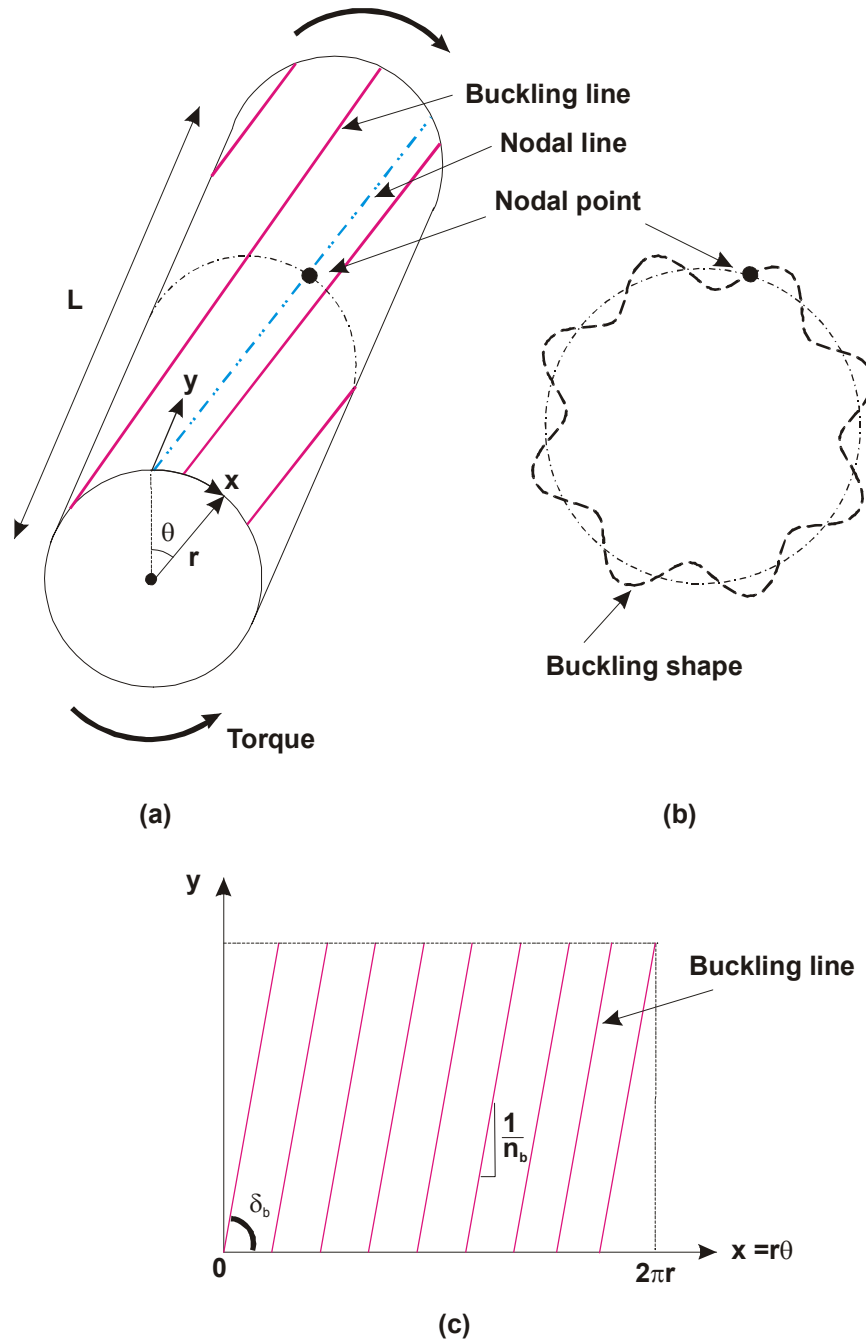 Buckling line
Nodal line
Nodal point
L
y
x
θ
r
Torque
Buckling shape
(a)
(b)
y
Buckling line
1
n_b
δ_b
0
2πr
x =rθ
(c)